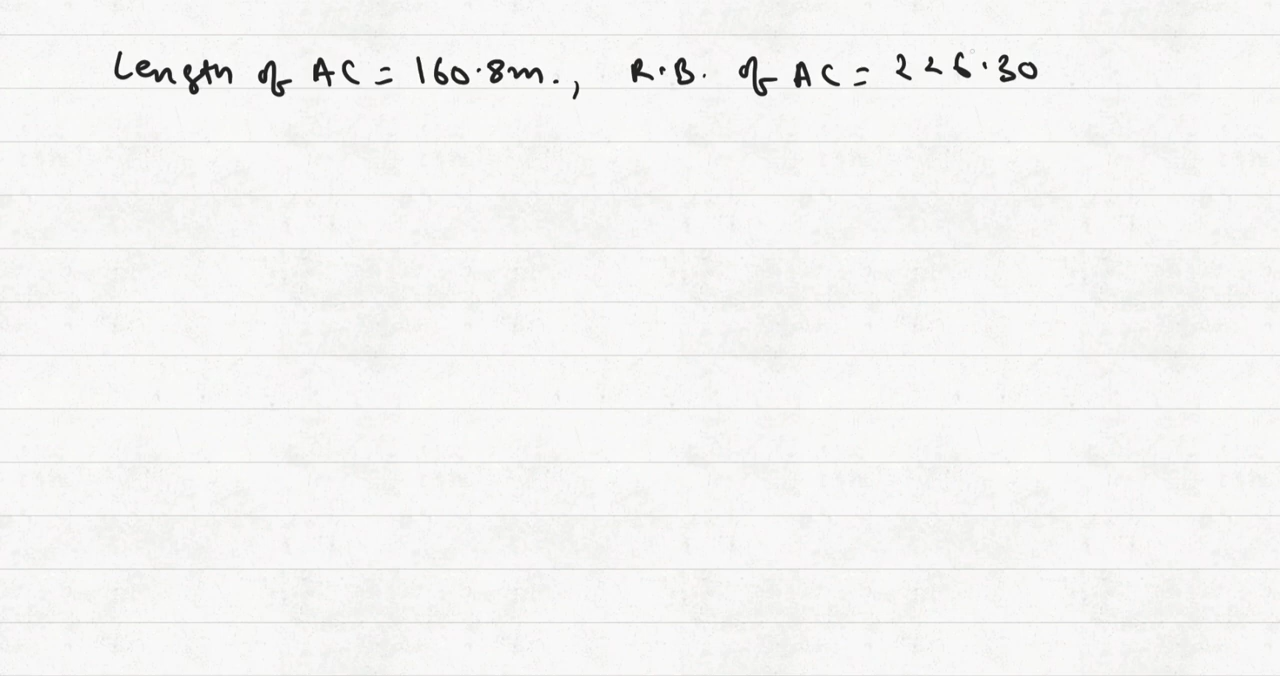 Length of AC = 160.8m., R.B. of AC = 226.30